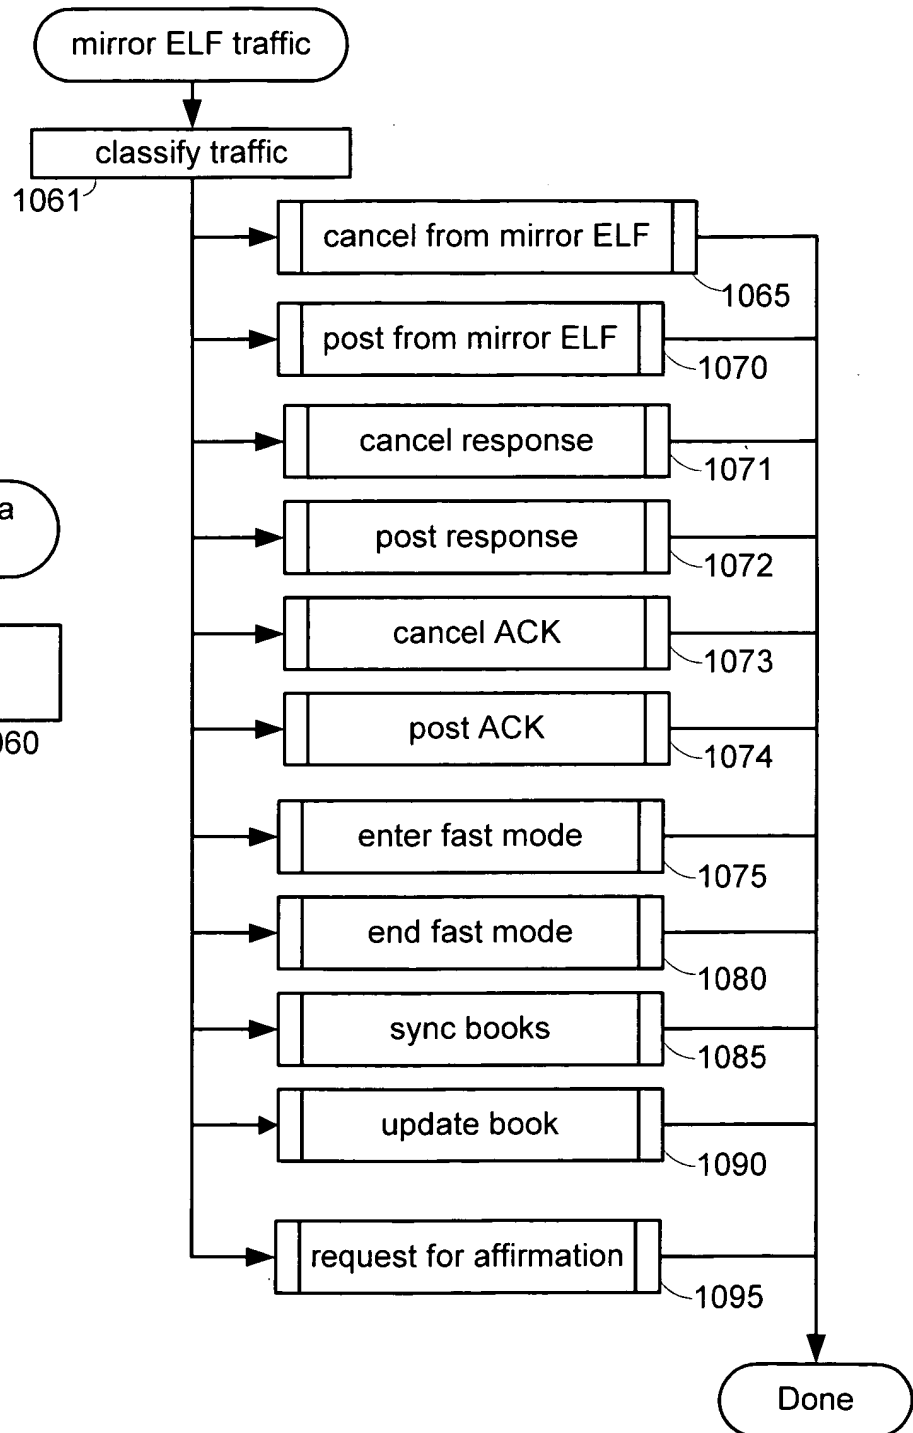 mirror ELF traffic
classify traffic
1061
cancel from mirror ELF
1065
post from mirror ELF
1070
cancel response
1071
a
post response
1072
cancel ACK
1073
post ACK
060
1074
enter fast mode
1075
end fast mode
1080
sync books
1085
update book
1090
request for affirmation
1095
Done